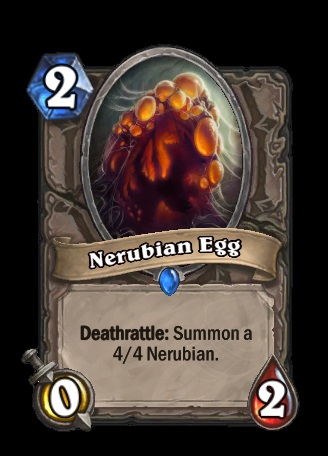 2
Nerubian Egg
Deathrattle: Summon a
4/4 Nerubian.
0
2